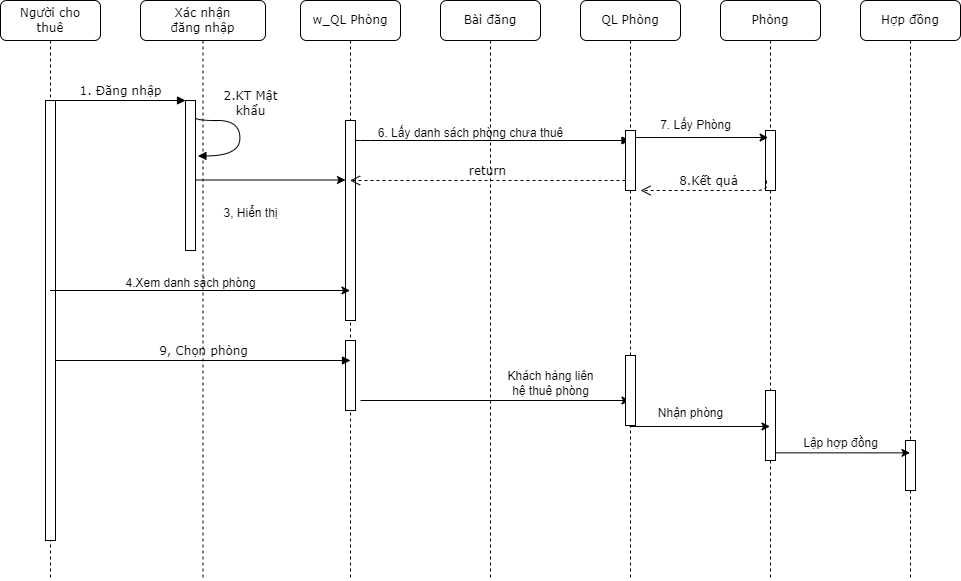 Người cho
thuê
Xác nhận
đăng nhập
w_QL Phòng
Bài đăng
QL Phòng
Phòng
Hợp đồng
1. Đăng nhập
2.KT Mật
khẩu
6. Lấy danh sách phòng chưa thuê
7. Lấy Phòng
return
8.Kết quả
3, Hiển thị
4.Xem danh sách phòng
9, Chọn phòng
Khách hàng liên
hệ thuê phòng
Nhận phòng
Lập hợp đồng